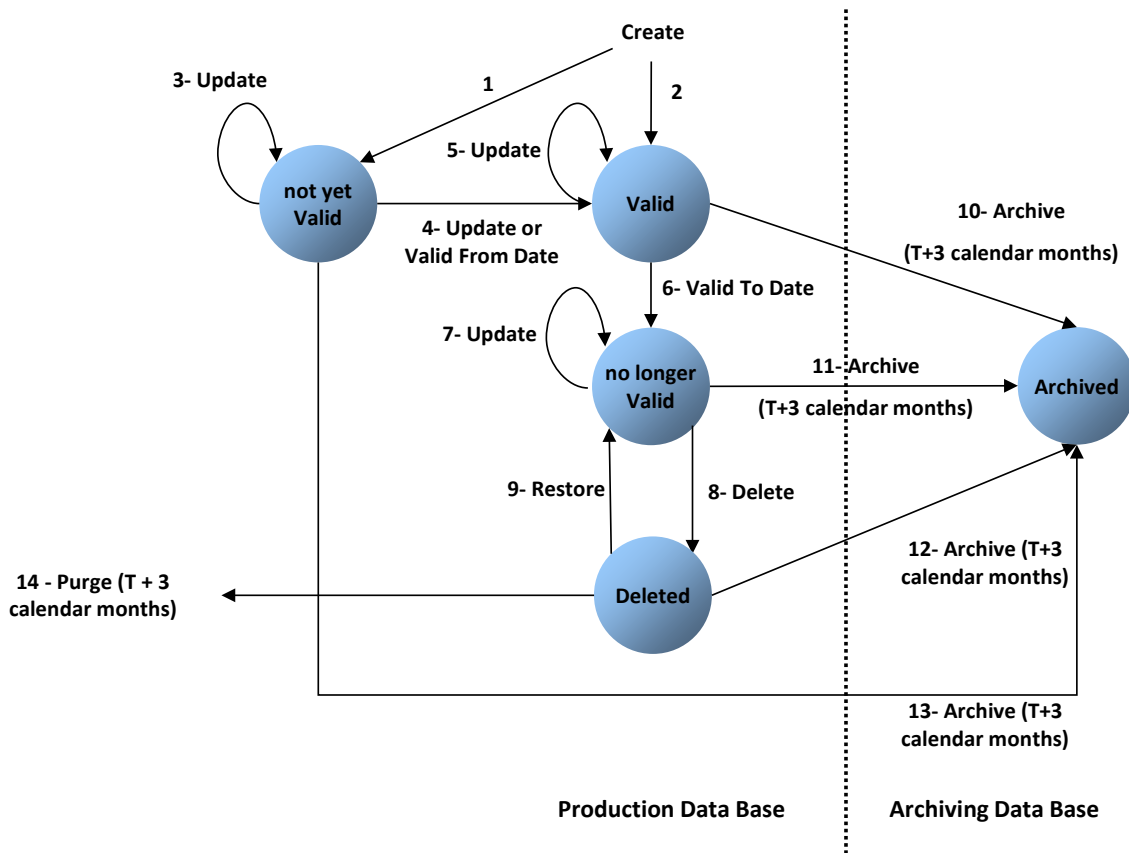 Create
3- Update
1
2
5- Update
not yet
Valid
Valid
4- Update or
Valid From Date
10- Archive
(T+3 calendar months)
6- Valid To Date
7- Update
no longer
Valid
11- Archive
(T+3 calendar months)
Archived
9- Restore
8- Delete
12- Archive (T+3
calendar months)
14 - Purge (T + 3
calendar months)
Deleted
13- Archive (T+3
calendar months)
Production Data Base
Archiving Data Base